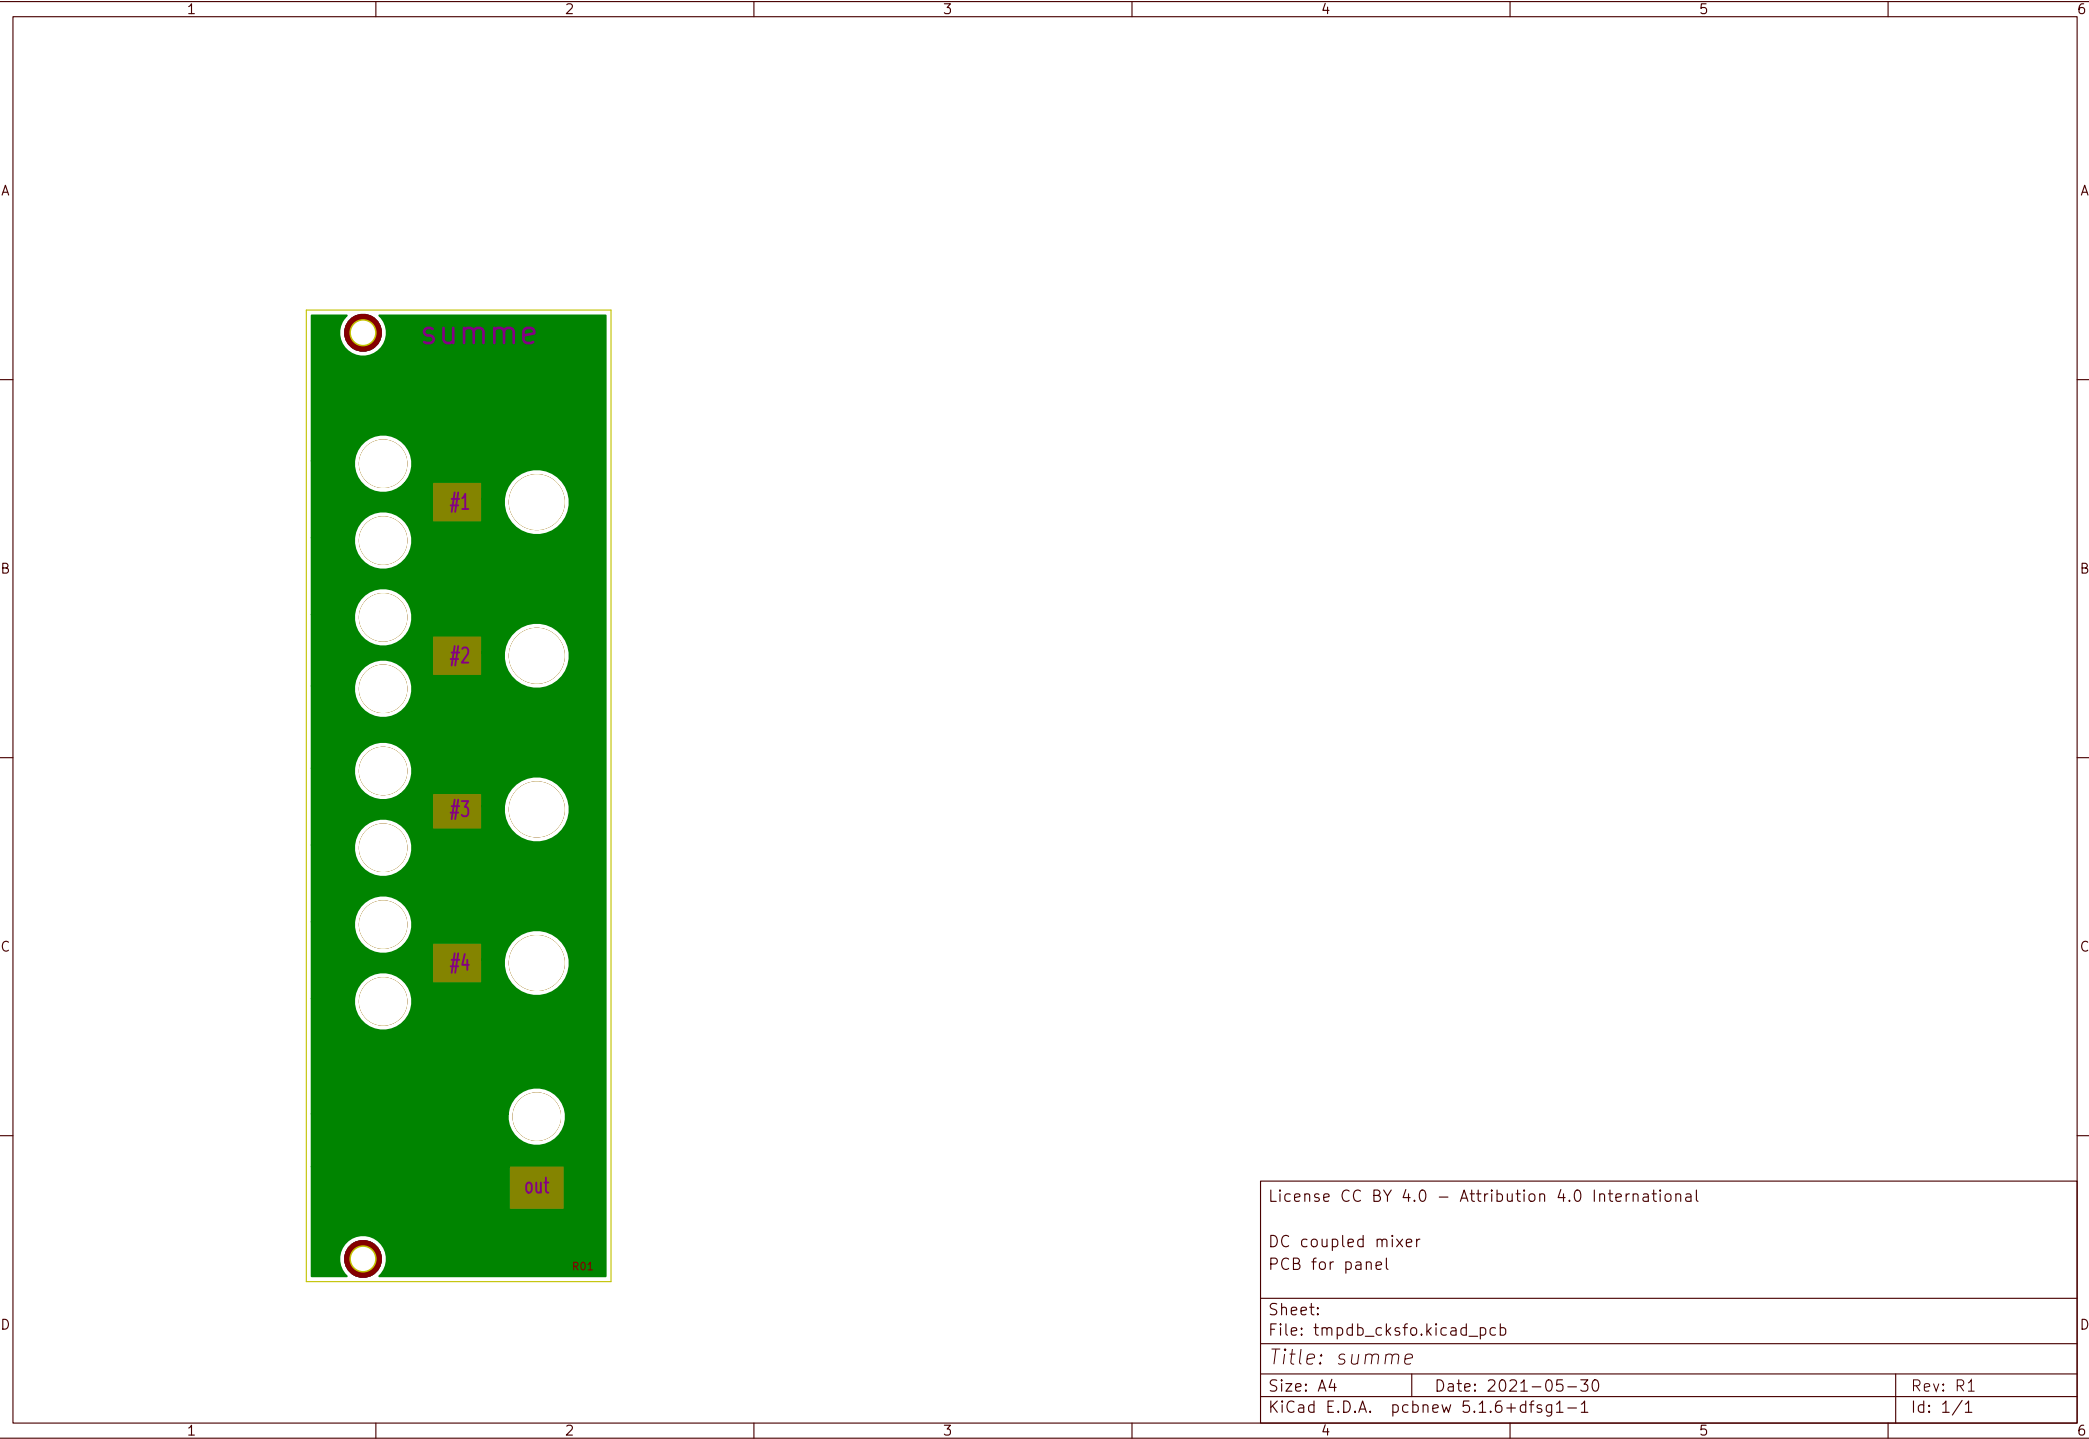 1 2 3 4 5 6
A A
summe
#1
B B
#2
#3
C C
#4
out
R01
License CC BY 4.0 - Attribution 4.0 International
DC coupled mixer
PCB for panel
Sheet:
File: tmpdb_cksfo.kicad_pcb
D D
Title: summe
Size: A4 Date: 2021-05-30 Rev: R1
KiCad E.D.A. pcbnew 5.1.6+dfsg1-1 Id: 1/1
1 2 3 4 5 6